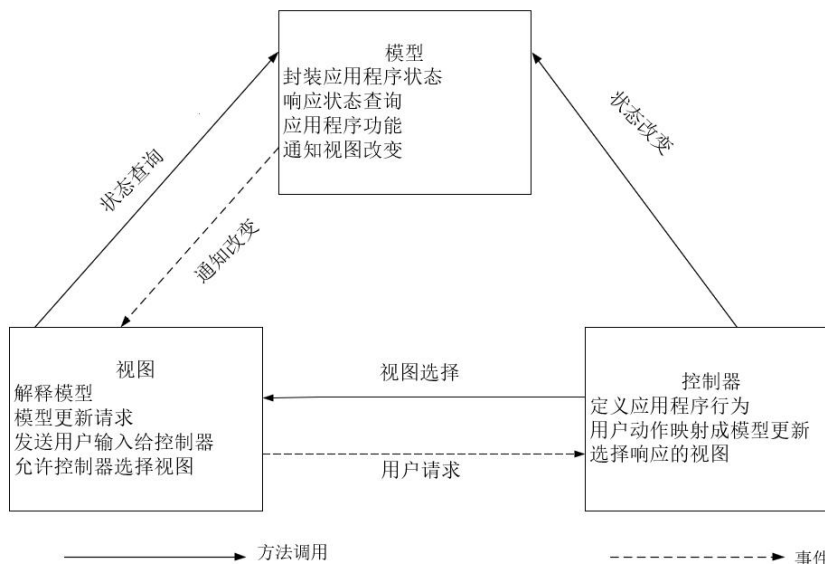 模型
封装应用程序状态
响应状态查询
应用程序功能
通知视图改变
状态查询
通知改变
状态改变
视图
解释模型
模型更新请求
发送用户输入给控制器
允许控制器选择视图
视图选择
用户请求
控制器
定义应用程序行为
用户动作映射成模型更新
选择响应的视图
方法调用
事件